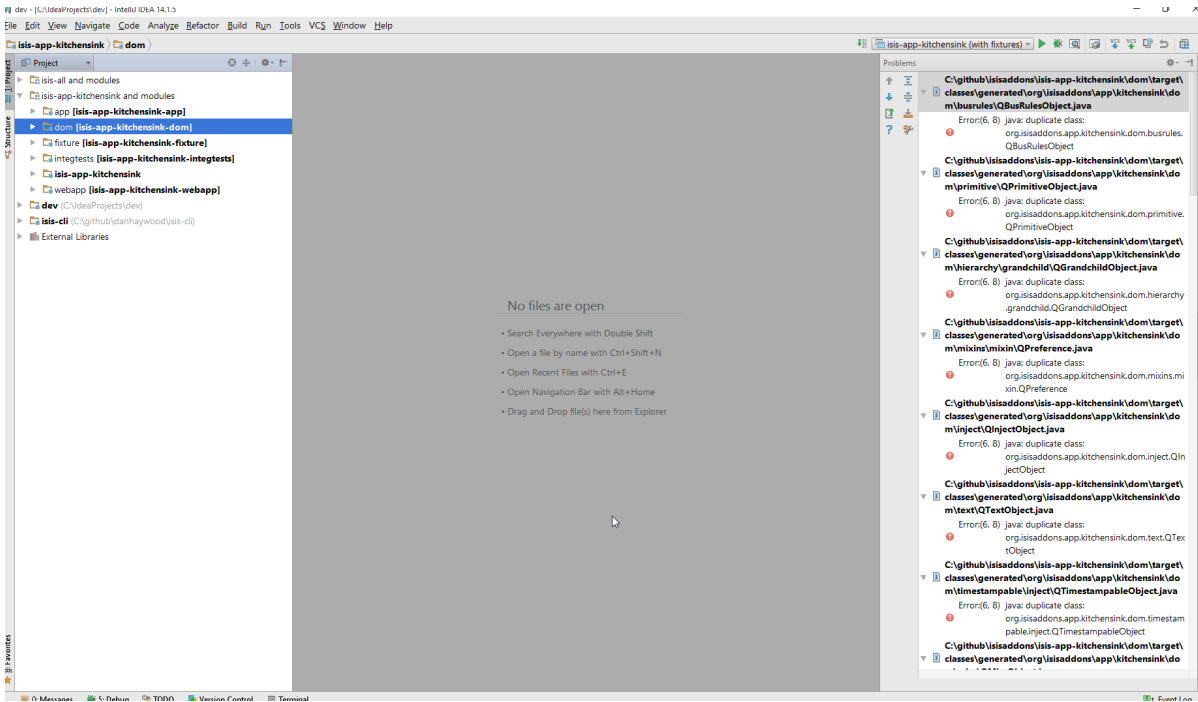 dev - [C:\IdeaProjects\dev] - IntelliJ IDEA 14.1.5
File Edit View Navigate Code Analyze Refactor Build Run Tools VCS Window Help
isis-app-kitchensink dom
isis-app-kitchensink (with fixtures)
VCS VCS
1: Project
Structure
2: Favorites
Project
isis-all and modules
isis-app-kitchensink and modules
app [isis-app-kitchensink-app]
dom [isis-app-kitchensink-dom]
fixture [isis-app-kitchensink-fixture]
integtests [isis-app-kitchensink-integtests]
isis-app-kitchensink
webapp [isis-app-kitchensink-webapp]
dev (C:\IdeaProjects\dev)
isis-cli (C:\github\danhaywood\isis-cli)
External Libraries
No files are open
• Search Everywhere with Double Shift
• Open a file by name with Ctrl+Shift+N
• Open Recent Files with Ctrl+E
• Open Navigation Bar with Alt+Home
• Drag and Drop file(s) here from Explorer
Problems
C:\github\isisaddons\isis-app-kitchensink\dom\target\
classes\generated\org\isisaddons\app\kitchensink\do
m\busrules\QBusRulesObject.java
Error:(6, 8) java: duplicate class:
org.isisaddons.app.kitchensink.dom.busrules.
QBusRulesObject
C:\github\isisaddons\isis-app-kitchensink\dom\target\
classes\generated\org\isisaddons\app\kitchensink\do
m\primitive\QPrimitiveObject.java
Error:(6, 8) java: duplicate class:
org.isisaddons.app.kitchensink.dom.primitive.
QPrimitiveObject
C:\github\isisaddons\isis-app-kitchensink\dom\target\
classes\generated\org\isisaddons\app\kitchensink\do
m\hierarchy\grandchild\QGrandchildObject.java
Error:(6, 8) java: duplicate class:
org.isisaddons.app.kitchensink.dom.hierarchy
.grandchild.QGrandchildObject
C:\github\isisaddons\isis-app-kitchensink\dom\target\
classes\generated\org\isisaddons\app\kitchensink\do
m\mixins\mixin\QPreference.java
Error:(6, 8) java: duplicate class:
org.isisaddons.app.kitchensink.dom.mixins.mi
xin.QPreference
C:\github\isisaddons\isis-app-kitchensink\dom\target\
classes\generated\org\isisaddons\app\kitchensink\do
m\inject\QInjectObject.java
Error:(6, 8) java: duplicate class:
org.isisaddons.app.kitchensink.dom.inject.QIn
jectObject
C:\github\isisaddons\isis-app-kitchensink\dom\target\
classes\generated\org\isisaddons\app\kitchensink\do
m\text\QTextObject.java
Error:(6, 8) java: duplicate class:
org.isisaddons.app.kitchensink.dom.text.QTex
tObject
C:\github\isisaddons\isis-app-kitchensink\dom\target\
classes\generated\org\isisaddons\app\kitchensink\do
m\timestampable\inject\QTimestampableObject.java
Error:(6, 8) java: duplicate class:
org.isisaddons.app.kitchensink.dom.timestam
pable.inject.QTimestampableObject
C:\github\isisaddons\isis-app-kitchensink\dom\target\
classes\generated\org\isisaddons\app\kitchensink\do
0: Messages 5: Debug TODO Version Control Terminal
Event Log